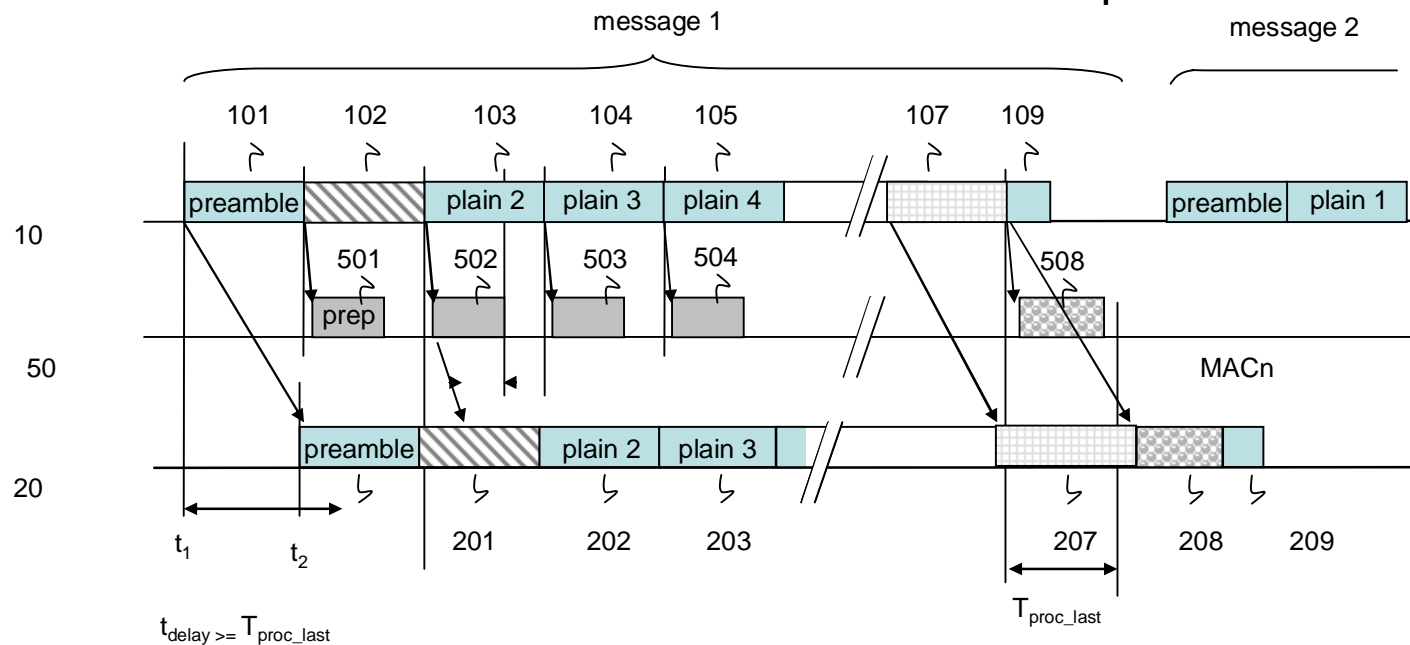 message 1
message 2
101 102 103 104 105 107 109
preamble plain 2 plain 3 plain 4 preamble plain 1
10
501 502 503 504 508
prep
50
MACn
preamble plain 2 plain 3
20
t1 t2 201 202 203 207 208 209
Tproc_last
tdelay >= Tproc_last